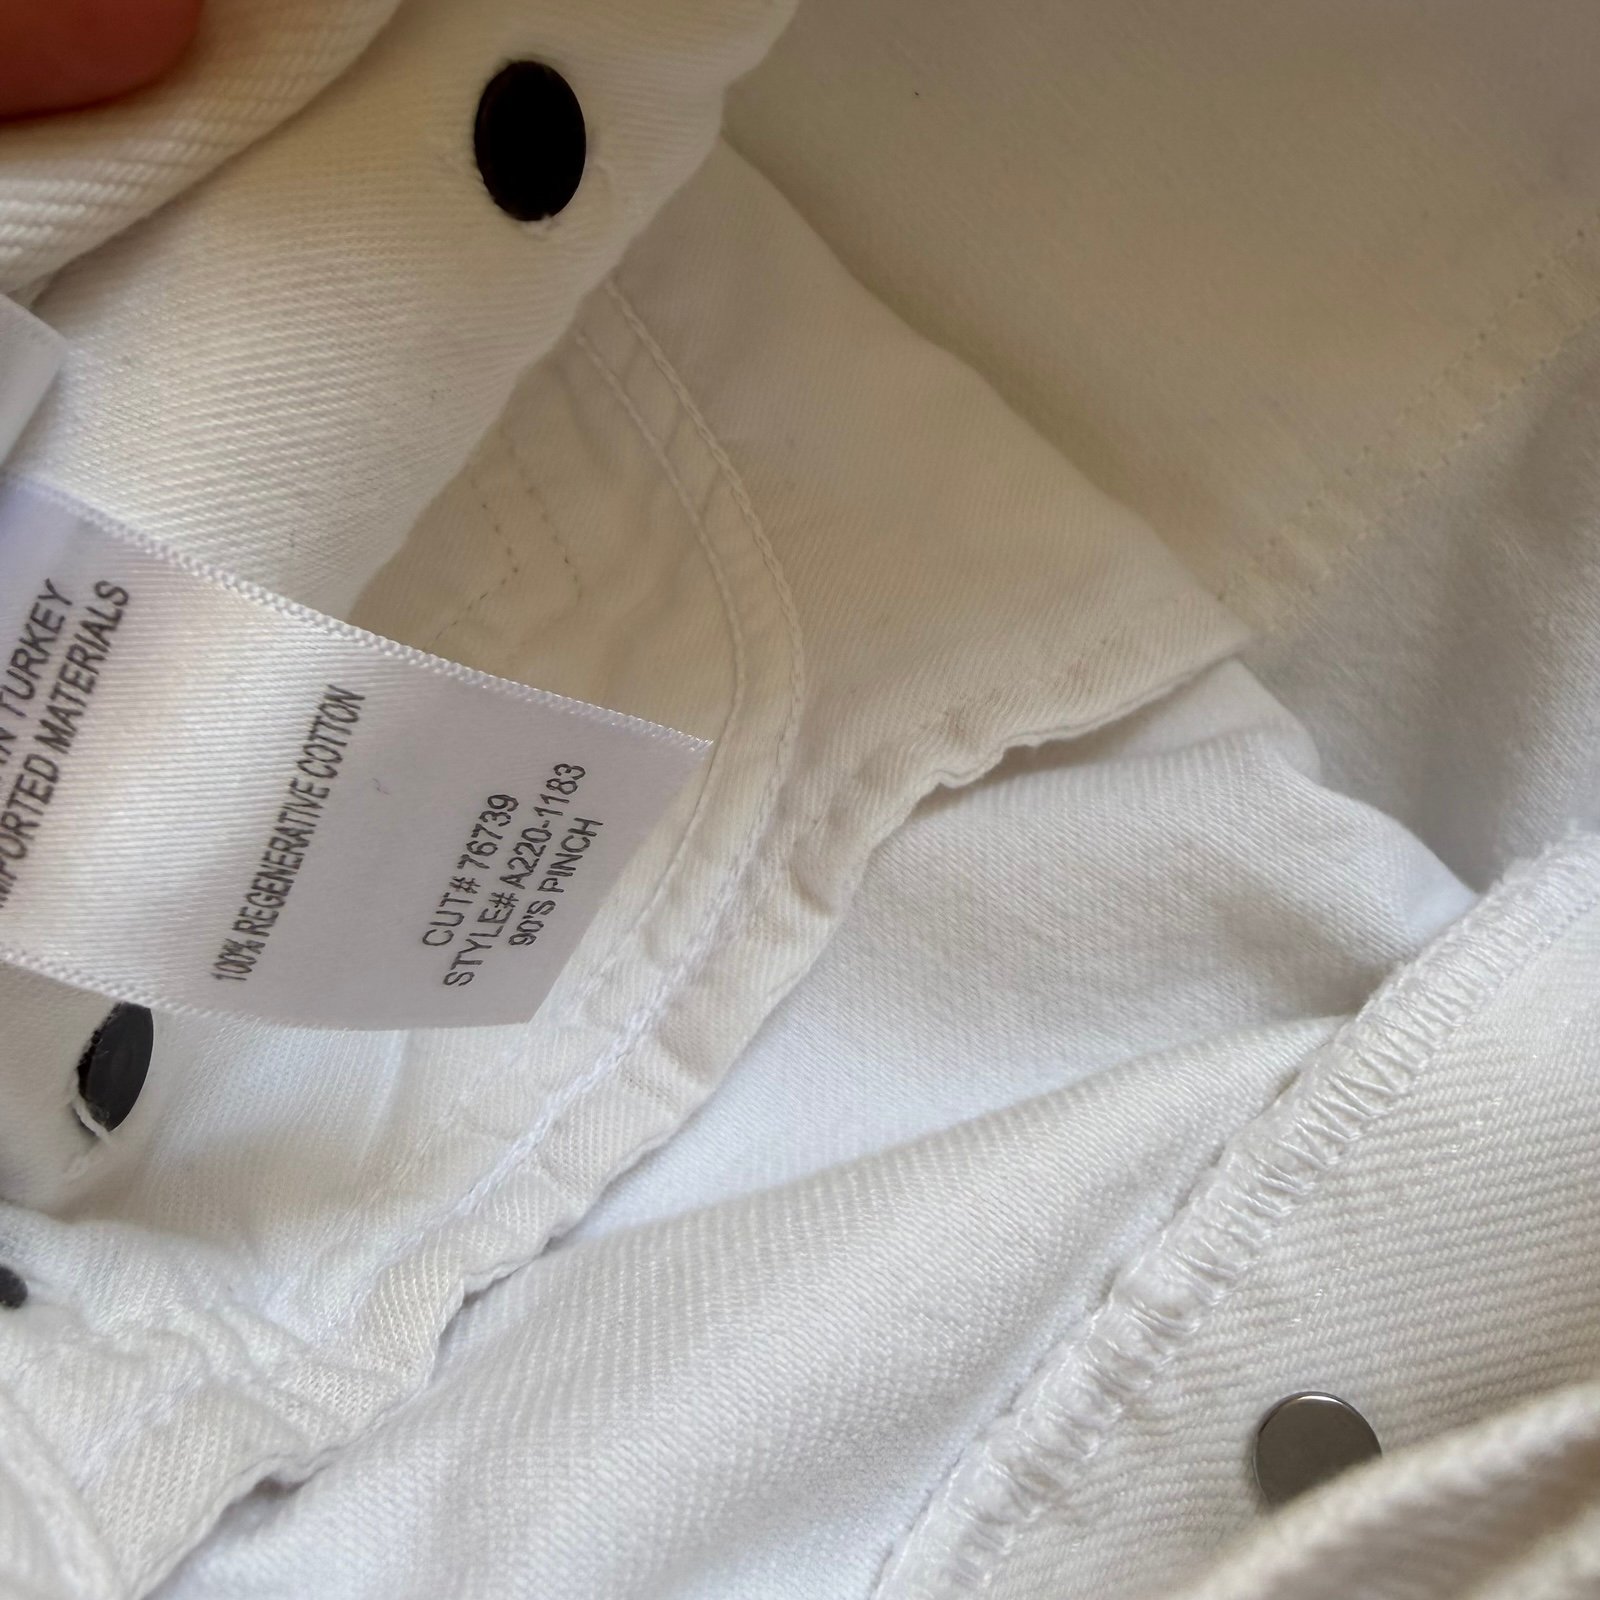 IN TURKEY
IMPORTED MATERIALS
100% REGENERATIVE COTTON
CUT# 76739
STYLE# A220-1183
90'S PINCH